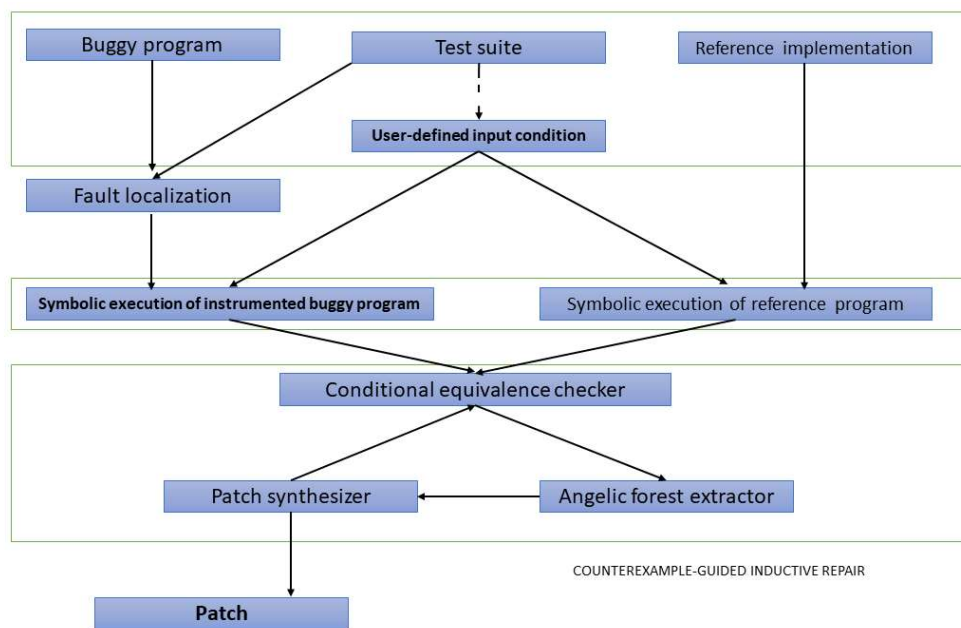 Buggy program
Test suite
Reference implementation
User-defined input condition
Fault localization
Symbolic execution of instrumented buggy program
Symbolic execution of reference program
Conditional equivalence checker
Patch synthesizer
Angelic forest extractor
COUNTEREXAMPLE-GUIDED INDUCTIVE REPAIR
Patch